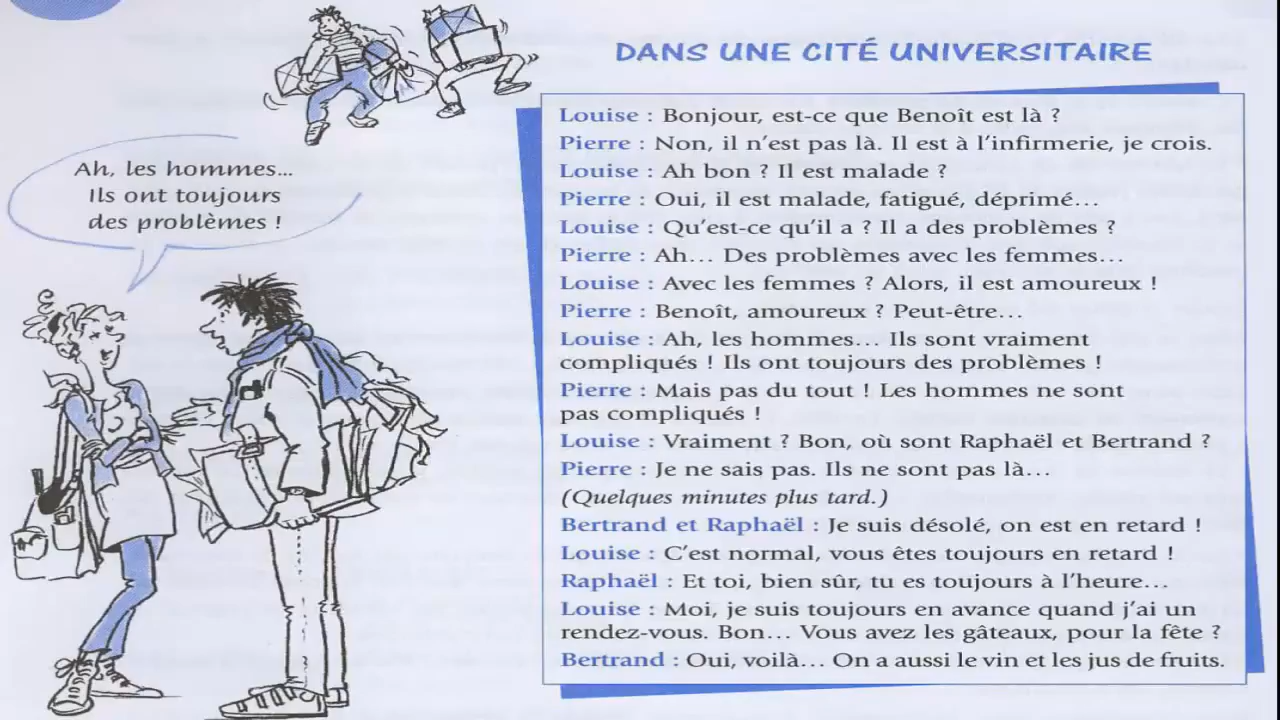 DANS UNE CITÉ UNIVERSITAIRE
Ah, les hommes...
Ils ont toujours
des problèmes !
Louise : Bonjour, est-ce que Benoît est là ?
Pierre : Non, il n'est pas là. Il est à l'infirmerie, je crois.
Louise : Ah bon ? Il est malade ?
Pierre : Oui, il est malade, fatigué, déprimé...
Louise : Qu'est-ce qu'il a ? Il a des problèmes ?
Pierre : Ah... Des problèmes avec les femmes...
Louise : Avec les femmes ? Alors, il est amoureux !
Pierre : Benoît, amoureux ? Peut-être...
Louise : Ah, les hommes... Ils sont vraiment
compliqués ! Ils ont toujours des problèmes !
Pierre : Mais pas du tout ! Les hommes ne sont
pas compliqués !
Louise : Vraiment ? Bon, où sont Raphaël et Bertrand ?
Pierre : Je ne sais pas. Ils ne sont pas là...
(Quelques minutes plus tard.)
Bertrand et Raphaël : Je suis désolé, on est en retard !
Louise : C'est normal, vous êtes toujours en retard !
Raphaël : Et toi, bien sûr, tu es toujours à l'heure...
Louise : Moi, je suis toujours en avance quand j'ai un
rendez-vous. Bon... Vous avez les gâteaux, pour la fête ?
Bertrand : Oui, voilà... On a aussi le vin et les jus de fruits.